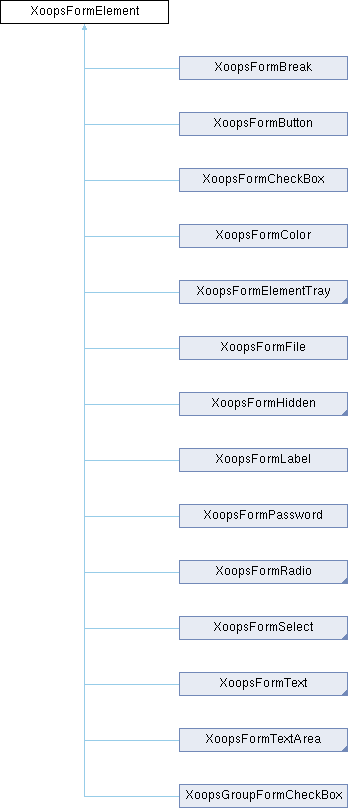 XoopsFormElement
XoopsFormBreak
XoopsFormButton
XoopsFormCheckBox
XoopsFormColor
XoopsFormElementTray
XoopsFormFile
XoopsFormHidden
XoopsFormLabel
XoopsFormPassword
XoopsFormRadio
XoopsFormSelect
XoopsFormText
XoopsFormTextArea
XoopsGroupFormCheckBox